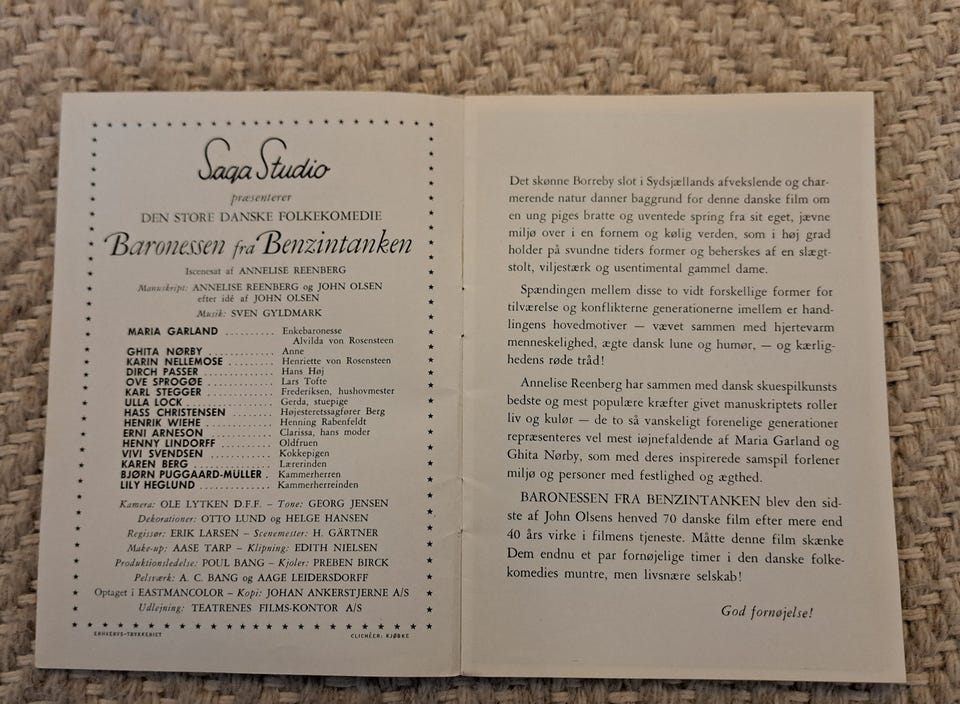 Saga Studio
præsenterer
DEN STORE DANSKE FOLKEKOMEDIE
Baronessen fra Benzintanken
Iscenesat af ANNELISE REENBERG
Manuskript: ANNELISE REENBERG og JOHN OLSEN
efter idé af JOHN OLSEN
Musik: SVEN GYLDMARK
MARIA GARLAND .......... Enkebaronesse
Alvilda von Rosensteen
GHITA NØRBY ............. Anne
KARIN NELLEMOSE ........ Henriette von Rosensteen
DIRCH PASSER ............ Hans Høj
OVE SPROGØE ............ Lars Tofte
KARL STEGGER ........... Frederiksen, hushovmester
ULLA LOCK .............. Gerda, stuepige
HASS CHRISTENSEN ....... Højesteretssagfører Berg
HENRIK WIEHE ........... Henning Rabenfeldt
ERNI ARNESON .......... Clarissa, hans moder
HENNY LINDORFF ........ Oldfruen
VIVI SVENDSEN .......... Kokkepigen
KAREN BERG ............. Lærerinden
BJØRN PUGGAARD-MÜLLER . Kammerherren
LILY HEGLUND ............ Kammerherreinden
Kamera: OLE LYTKEN D.F.F. – Tone: GEORG JENSEN
Dekorationer: OTTO LUND og HELGE HANSEN
Regissør: ERIK LARSEN – Scenemester: H. GÄRTNER
Make-up: AASE TARP – Klipning: EDITH NIELSEN
Produktionsledelse: POUL BANG – Kjoler: PREBEN BIRCK
Pelsværk: A. C. BANG og AAGE LEIDERSDORFF
Optaget i EASTMANCOLOR – Kopi: JOHAN ANKERSTJERNE A/S
Udlejning: TEATRENES FILMS-KONTOR A/S
ERHVERVS-TRYKKERIET
CLICHÉER: KJØBKE
Det skønne Borreby slot i Sydsjællands afvekslende og char-
merende natur danner baggrund for denne danske film om
en ung piges bratte og uventede spring fra sit eget, jævne
miljø over i en fornem og kølig verden, som i høj grad
holder på svundne tiders former og beherskes af en slægt-
stolt, viljestærk og usentimental gammel dame.
Spændingen mellem disse to vidt forskellige former for
tilværelse og konflikterne generationerne imellem er hand-
lingens hovedmotiver — vævet sammen med hjertevarm
menneskelighed, ægte dansk lune og humør, — og kærlig-
hedens røde tråd!
Annelise Reenberg har sammen med dansk skuespilkunsts
bedste og mest populære kræfter givet manuskriptets roller
liv og kulør — de to så vanskeligt forenelige generationer
repræsenteres vel mest iøjnefaldende af Maria Garland og
Ghita Nørby, som med deres inspirerede samspil forlener
miljø og personer med festlighed og ægthed.
BARONESSEN FRA BENZINTANKEN blev den sid-
ste af John Olsens henved 70 danske film efter mere end
40 års virke i filmens tjeneste. Måtte denne film skænke
Dem endnu et par fornøjelige timer i den danske folke-
komedies muntre, men livsnære selskab!
God fornøjelse!